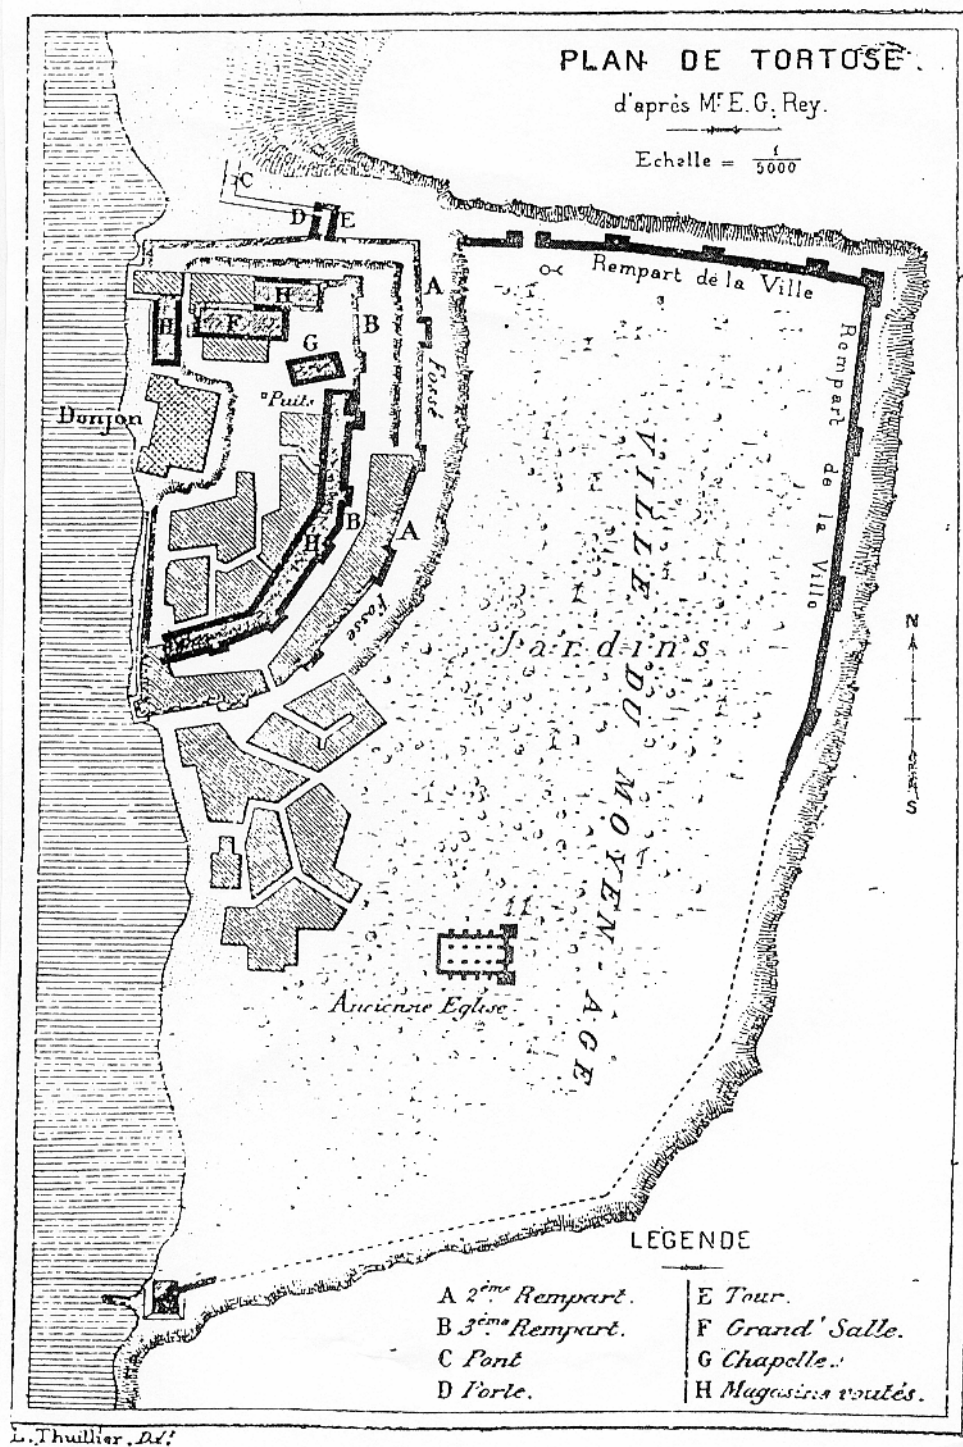 PLAN DE TORTOSE.
d'après Mr E. G. Rey.
Echelle = 1/5000
C
D E
Rempart de la Ville
A
H
B
H
F
G
Fossé
Rempart de la Ville
Puits
Donjon
VILLE DU MOYEN-AGE
B
A
H
Fossé
N
Jardins
S
Ancienne Eglise
LÉGENDE
A 2ème Rempart.
B 3ème Rempart.
C Pont
D Porte.
E Tour.
F Grand' Salle.
G Chapelle.
H Magasins voutés.
L. Thuillier, Delt